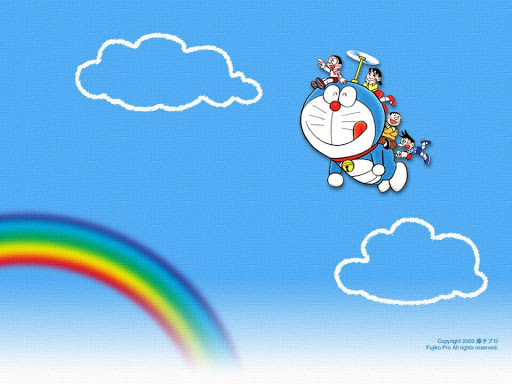 Copyright 2000 藤子プロ
Fujiko Pro All rights reserved.